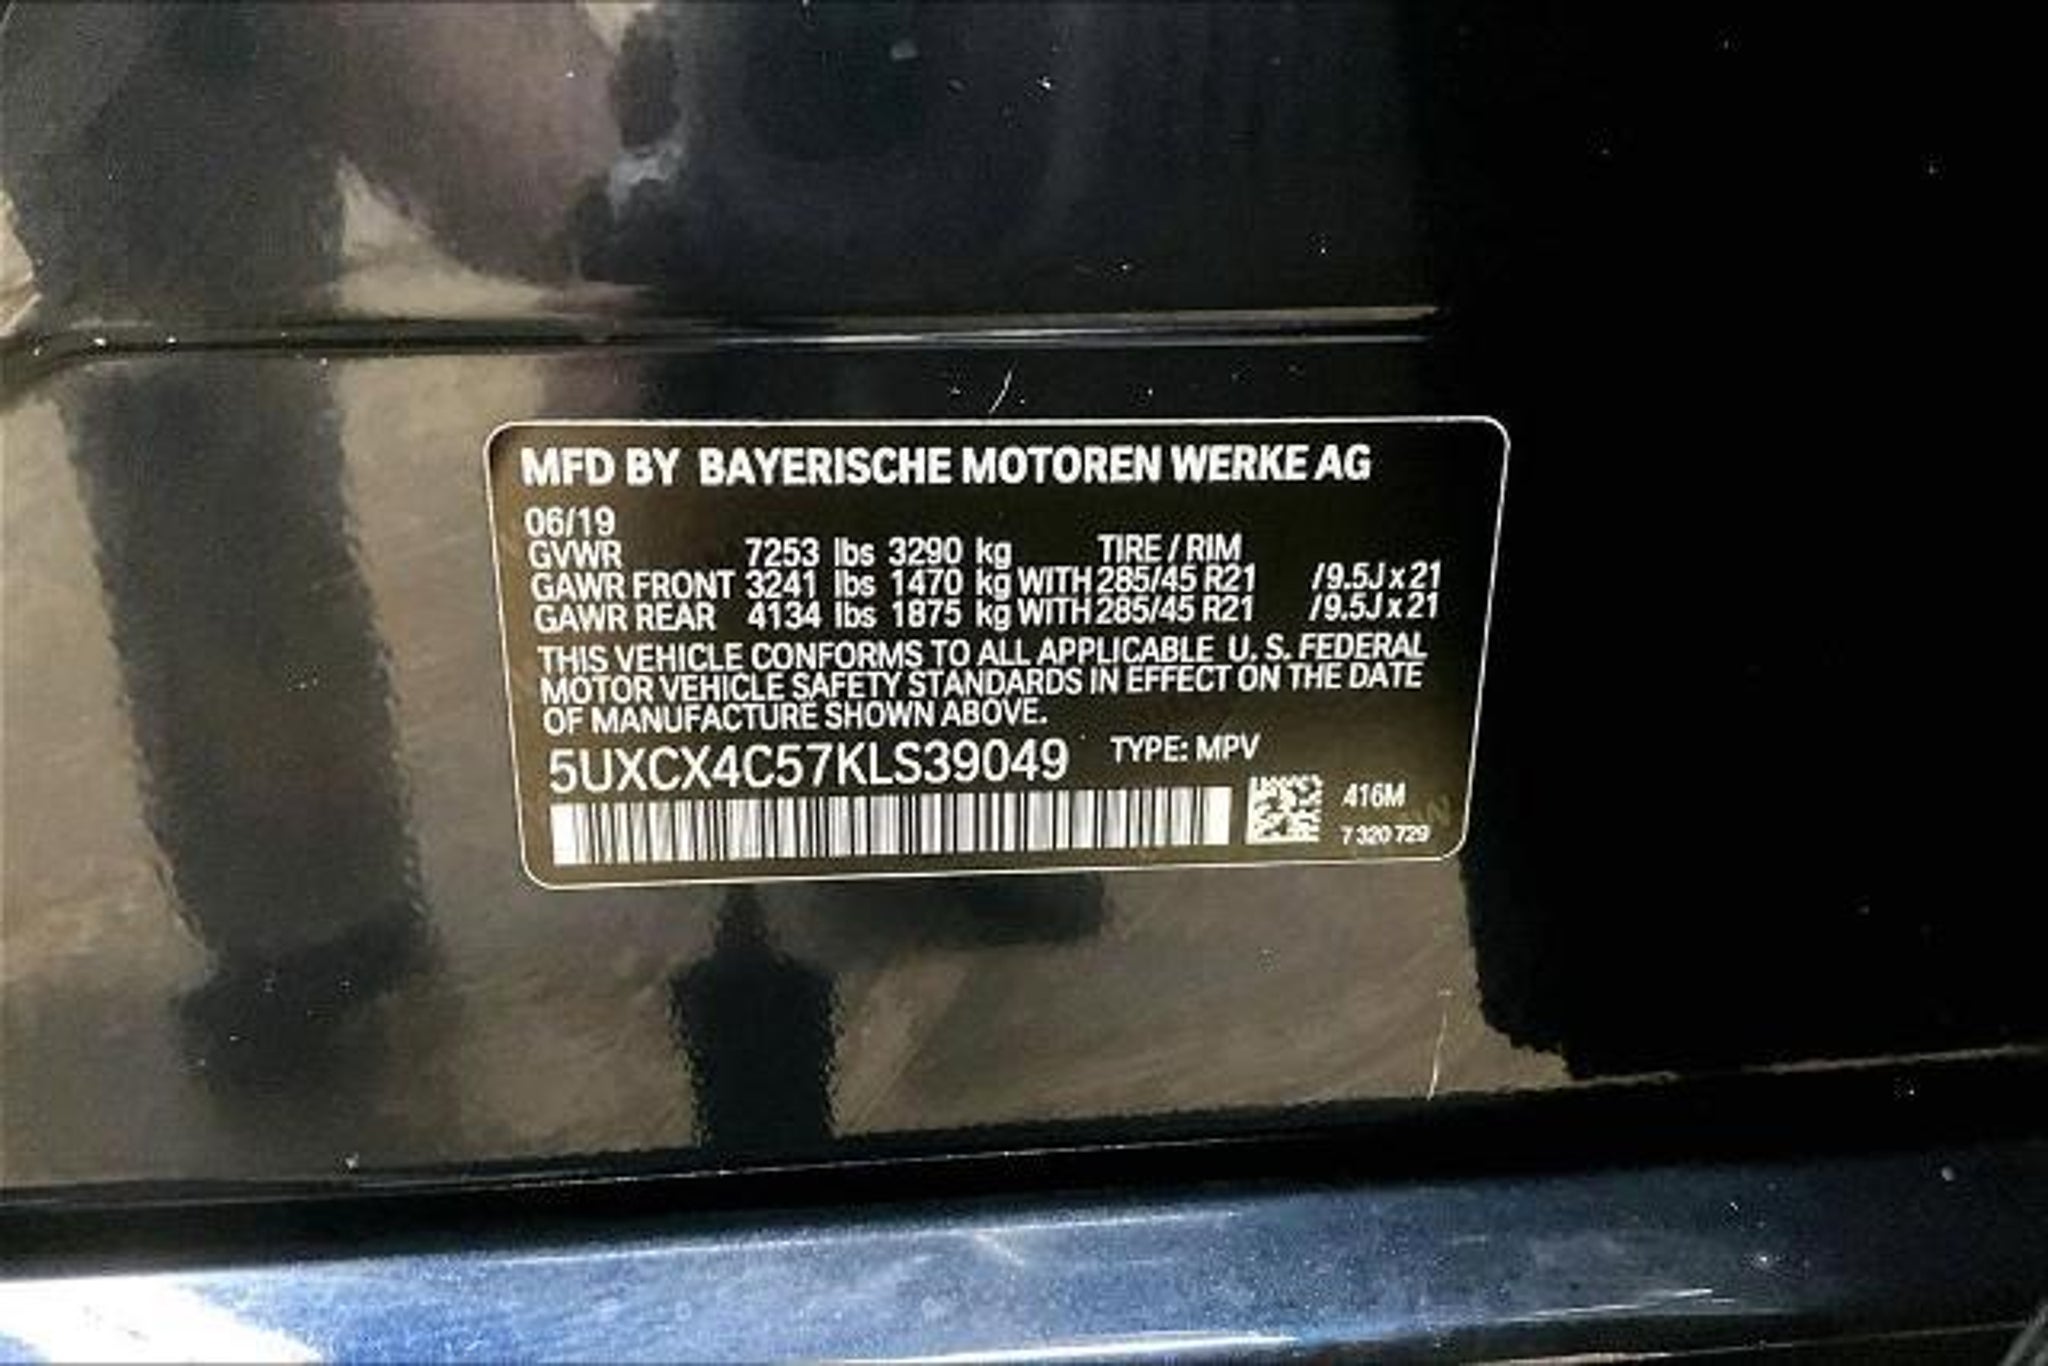 MFD BY BAYERISCHE MOTOREN WERKE AG
06/19
GVWR 7253 lbs 3290 kg TIRE / RIM
GAWR FRONT 3241 lbs 1470 kg WITH 285/45 R21 /9.5J x 21
GAWR REAR 4134 lbs 1875 kg WITH 285/45 R21 /9.5J x 21
THIS VEHICLE CONFORMS TO ALL APPLICABLE U. S. FEDERAL
MOTOR VEHICLE SAFETY STANDARDS IN EFFECT ON THE DATE
OF MANUFACTURE SHOWN ABOVE.
5UXCX4C57KLS39049 TYPE: MPV
416M
7 320 729